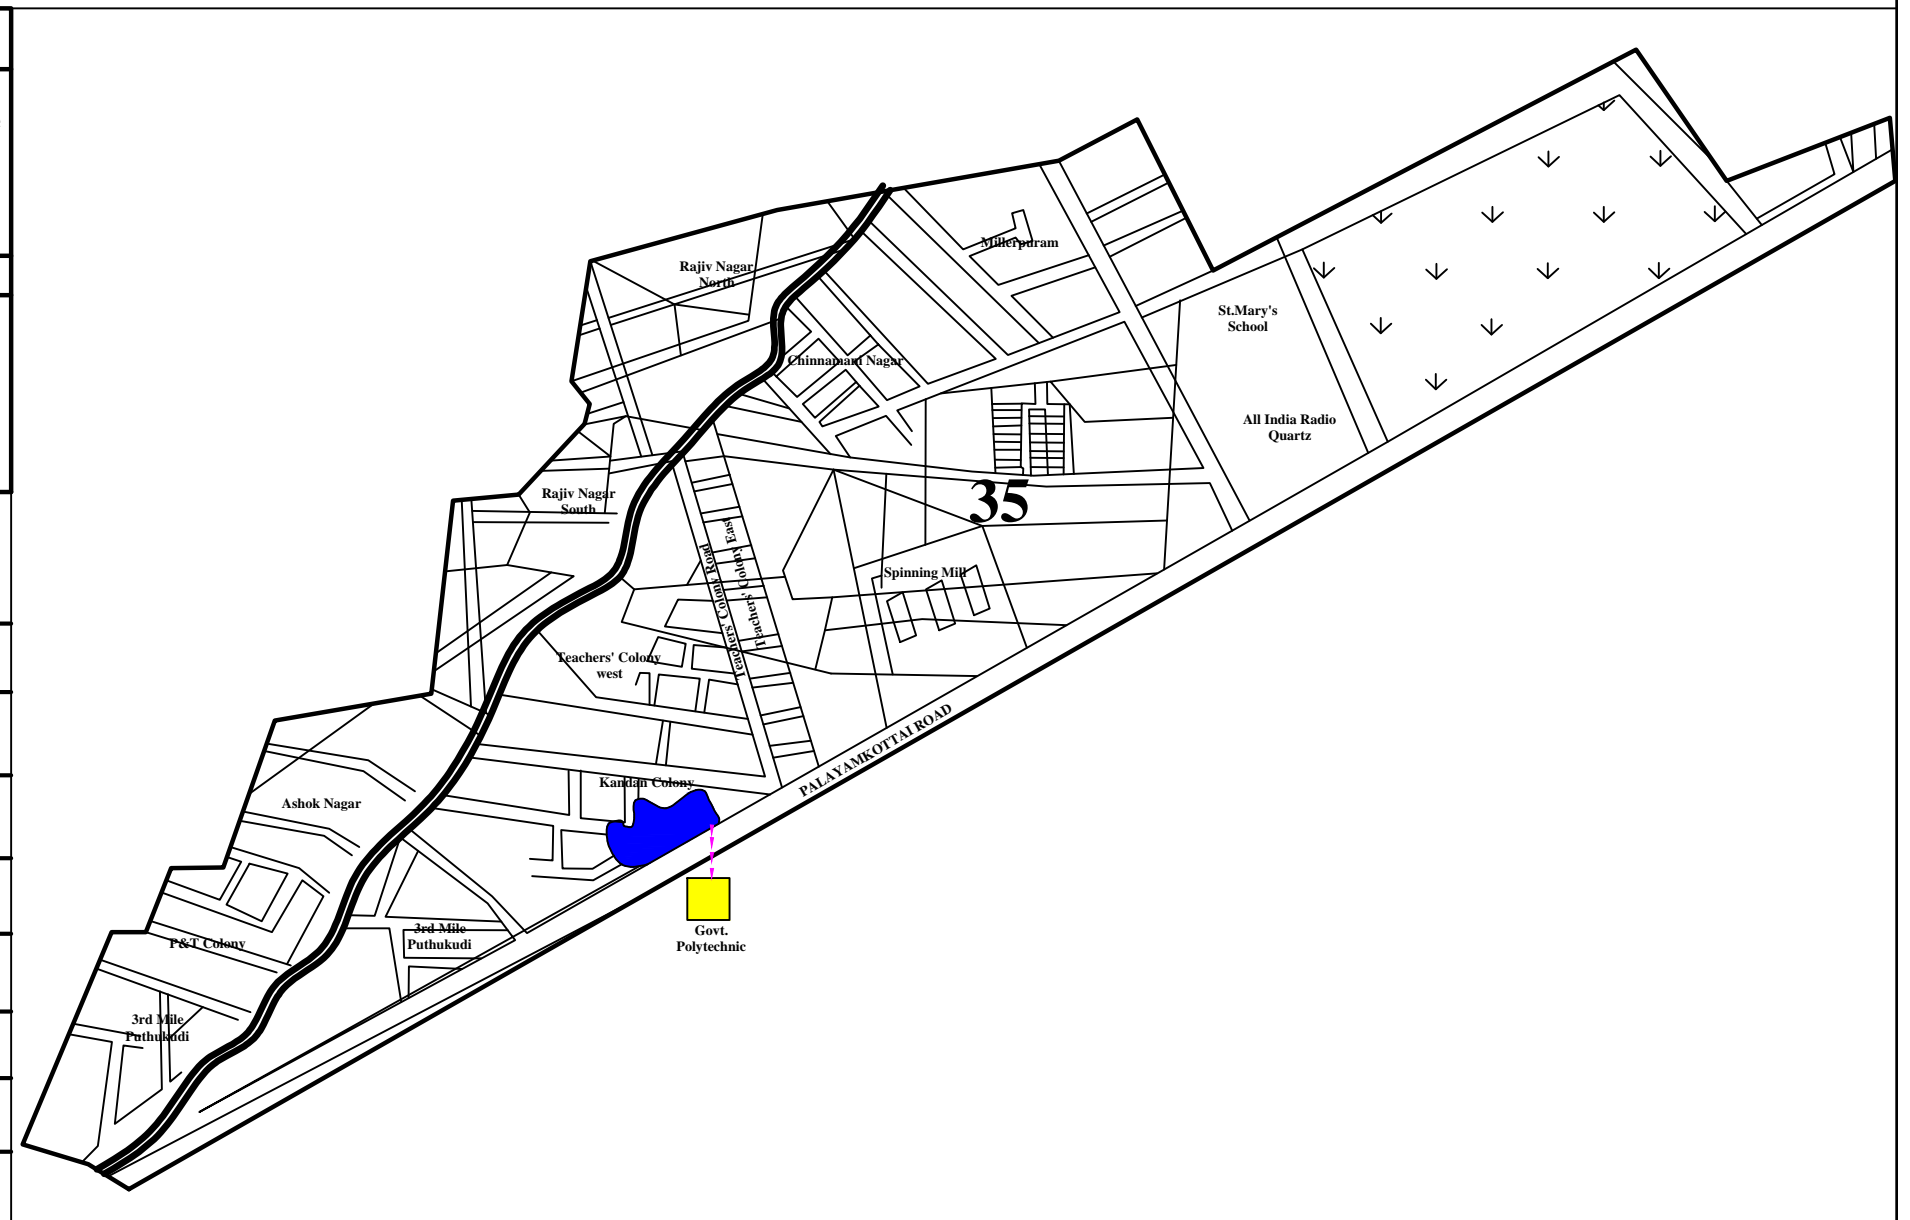 Millerpuram
Rajiv Nagar
North
St.Mary's
School
Chinnamani Nagar
All India Radio
Quartz
Rajiv Nagar
South
35
Teachers' Colony East
Teachers' Colony Road
Spinning Mill
Teachers' Colony
west
PALAYAMKOTTAI ROAD
Kandan Colony
Ashok Nagar
3rd Mile
Puthukudi
Govt.
Polytechnic
P&T Colony
3rd Mile
Puthukudi